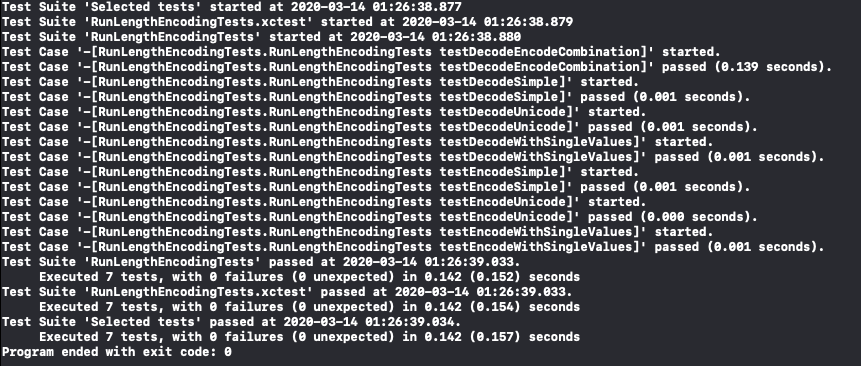 Test Suite 'Selected tests' started at 2020-03-14 01:26:38.877
Test Suite 'RunLengthEncodingTests.xctest' started at 2020-03-14 01:26:38.879
Test Suite 'RunLengthEncodingTests' started at 2020-03-14 01:26:38.880
Test Case '-[RunLengthEncodingTests.RunLengthEncodingTests testDecodeEncodeCombination]' started.
Test Case '-[RunLengthEncodingTests.RunLengthEncodingTests testDecodeEncodeCombination]' passed (0.139 seconds).
Test Case '-[RunLengthEncodingTests.RunLengthEncodingTests testDecodeSimple]' started.
Test Case '-[RunLengthEncodingTests.RunLengthEncodingTests testDecodeSimple]' passed (0.001 seconds).
Test Case '-[RunLengthEncodingTests.RunLengthEncodingTests testDecodeUnicode]' started.
Test Case '-[RunLengthEncodingTests.RunLengthEncodingTests testDecodeUnicode]' passed (0.001 seconds).
Test Case '-[RunLengthEncodingTests.RunLengthEncodingTests testDecodeWithSingleValues]' started.
Test Case '-[RunLengthEncodingTests.RunLengthEncodingTests testDecodeWithSingleValues]' passed (0.001 seconds).
Test Case '-[RunLengthEncodingTests.RunLengthEncodingTests testEncodeSimple]' started.
Test Case '-[RunLengthEncodingTests.RunLengthEncodingTests testEncodeSimple]' passed (0.001 seconds).
Test Case '-[RunLengthEncodingTests.RunLengthEncodingTests testEncodeUnicode]' started.
Test Case '-[RunLengthEncodingTests.RunLengthEncodingTests testEncodeUnicode]' passed (0.000 seconds).
Test Case '-[RunLengthEncodingTests.RunLengthEncodingTests testEncodeWithSingleValues]' started.
Test Case '-[RunLengthEncodingTests.RunLengthEncodingTests testEncodeWithSingleValues]' passed (0.001 seconds).
Test Suite 'RunLengthEncodingTests' passed at 2020-03-14 01:26:39.033.
Executed 7 tests, with 0 failures (0 unexpected) in 0.142 (0.152) seconds
Test Suite 'RunLengthEncodingTests.xctest' passed at 2020-03-14 01:26:39.033.
Executed 7 tests, with 0 failures (0 unexpected) in 0.142 (0.154) seconds
Test Suite 'Selected tests' passed at 2020-03-14 01:26:39.034.
Executed 7 tests, with 0 failures (0 unexpected) in 0.142 (0.157) seconds
Program ended with exit code: 0